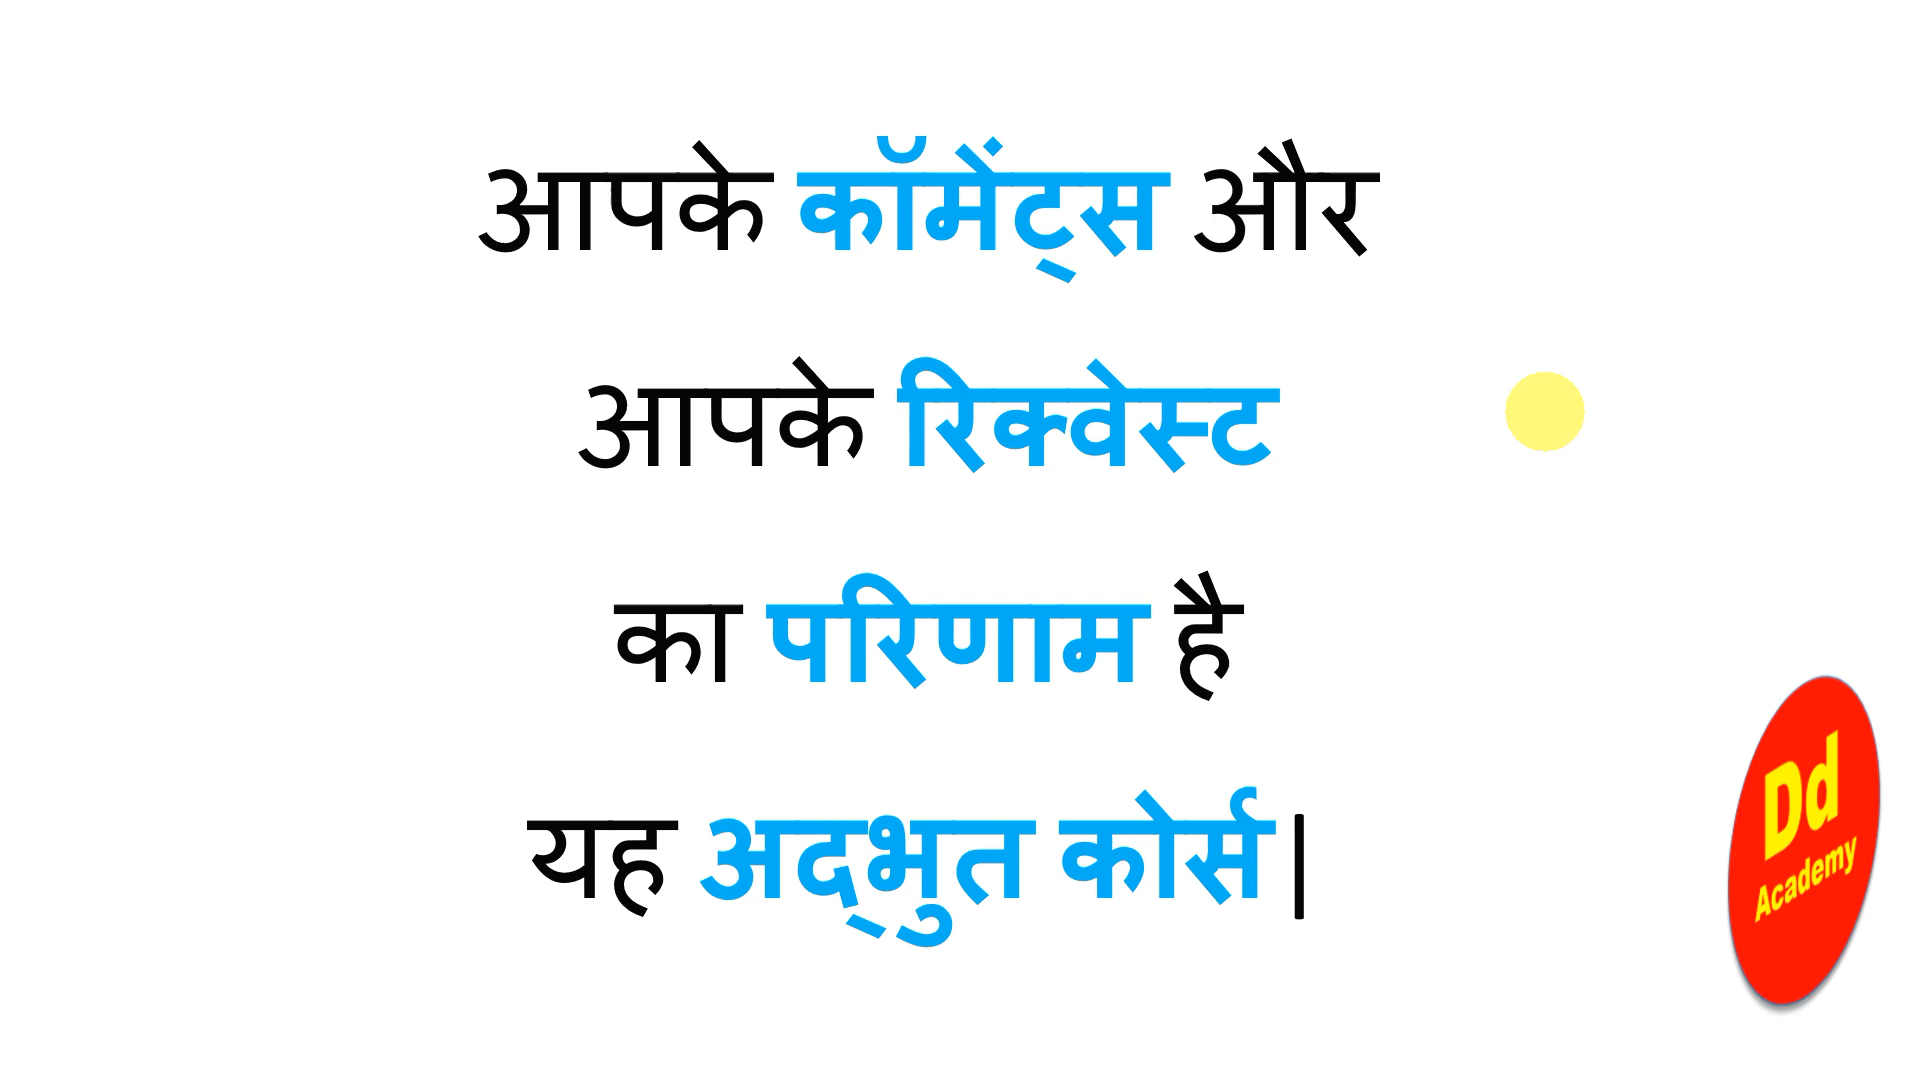 आपके कॉमेंट्स और
आपके रिक्वेस्ट
का परिणाम है
यह अद्भुत कोर्स|
Dd
Academy